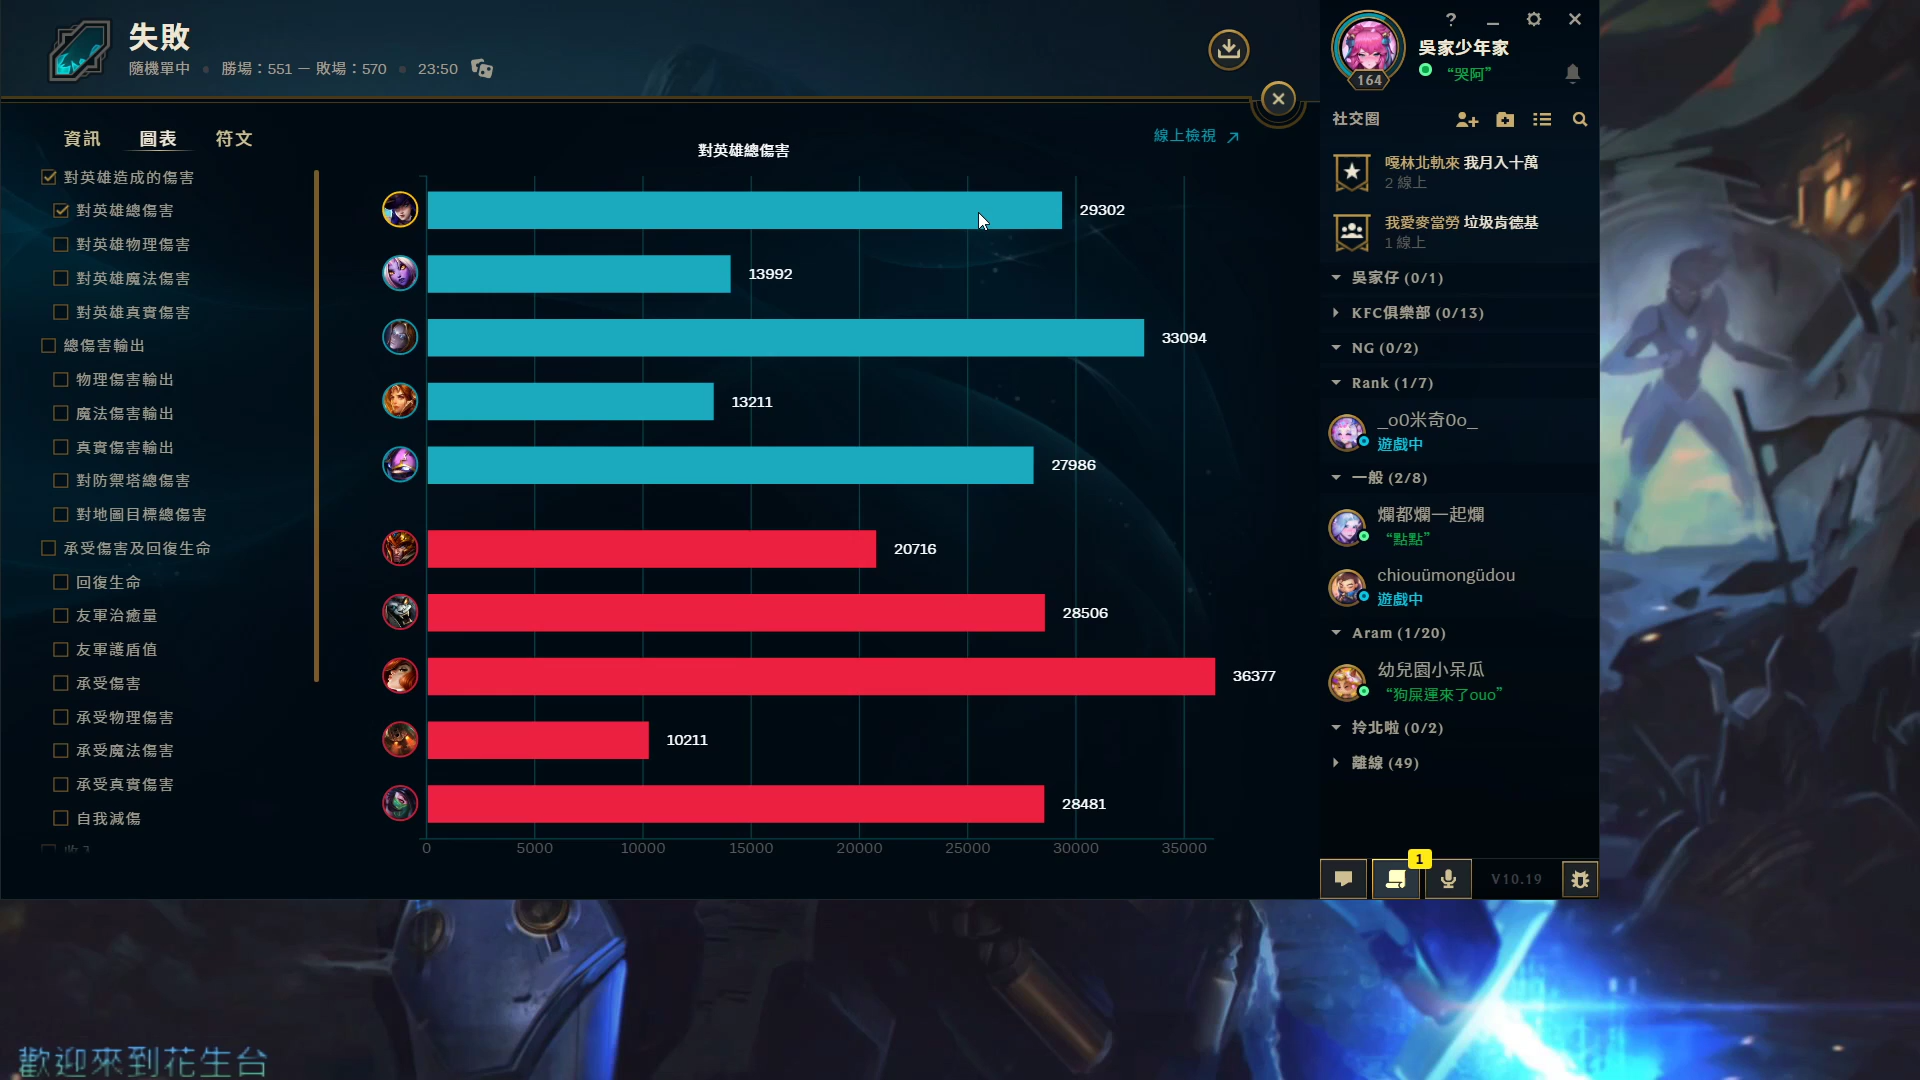 失敗
隨機單中 勝場：551 － 敗場：570 23:50
資訊 圖表 符文
對英雄造成的傷害
對英雄總傷害
對英雄物理傷害
對英雄魔法傷害
對英雄真實傷害
總傷害輸出
物理傷害輸出
魔法傷害輸出
真實傷害輸出
對防禦塔總傷害
對地圖目標總傷害
承受傷害及回復生命
回復生命
友軍治癒量
友軍護盾值
承受傷害
承受物理傷害
承受魔法傷害
承受真實傷害
自我減傷
對英雄總傷害
線上檢視
29302
13992
33094
13211
27986
20716
28506
36377
10211
28481
0 5000 10000 15000 20000 25000 30000 35000
?
吳家少年家
“哭阿”
164
社交圈
嘎林北軌來 我月入十萬
2 線上
我愛麥當勞 垃圾肯德基
1 線上
吳家仔 (0/1)
KFC俱樂部 (0/13)
NG (0/2)
Rank (1/7)
_oO米奇Oo_
遊戲中
一般 (2/8)
爛都爛一起爛
“點點”
chiouümongüdou
遊戲中
Aram (1/20)
幼兒園小呆瓜
“狗屎運來了ouo”
拎北啦 (0/2)
離線 (49)
1
V10.19
歡迎來到花生台